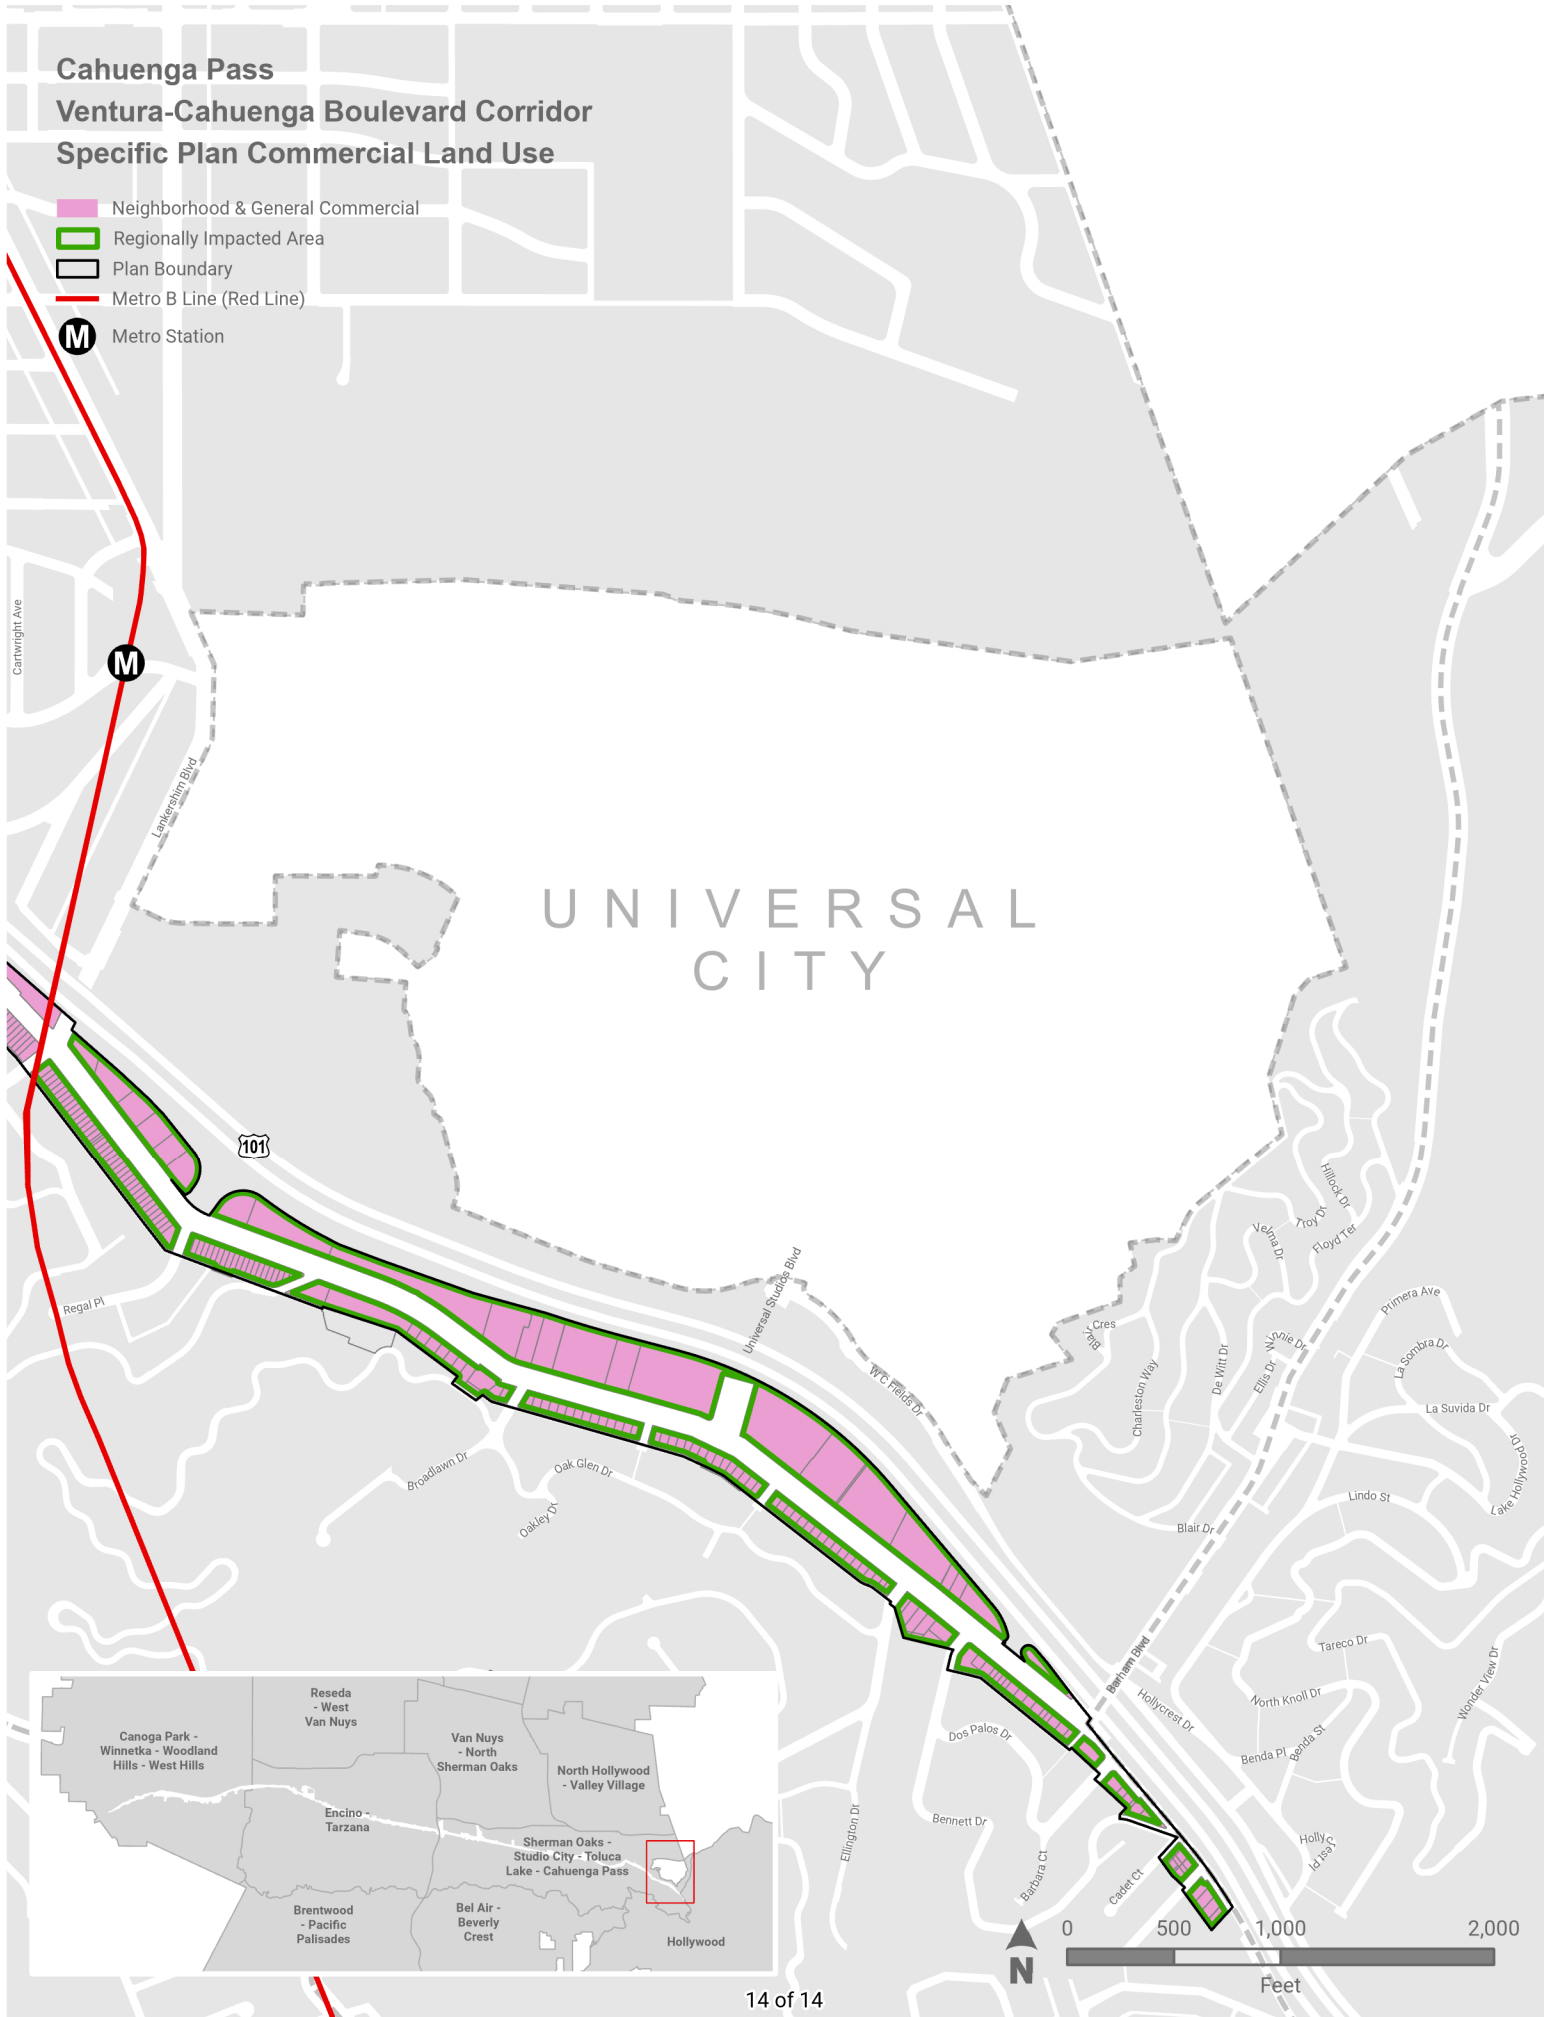 Cahuenga Pass
Ventura-Cahuenga Boulevard Corridor
Specific Plan Commercial Land Use
Neighborhood & General Commercial
Regionally Impacted Area
Plan Boundary
Metro B Line (Red Line)
M
Metro Station
Cartwright Ave
M
Lankershim Blvd
UNIVERSAL
CITY
101
Hillock Dr
Troy Dr
Velma Dr
Floyd Ter
Universal Studios Blvd
Regal Pl
Primera Ave
Blair
Cres
Winnie Dr
La Sombra Dr
De Witt Dr
Ellis Dr
W C Fields Dr
Charleston Way
La Suvida Dr
Broadlawn Dr
Oak Glen Dr
Lake Hollywood Dr
Lindo St
Oakley Dr
Blair Dr
Barham Blvd
Tareco Dr
Wonder View Dr
Hollycrest Dr
North Knoll Dr
Dos Palos Dr
Benda Pl
Benda St
Ellington Dr
Bennett Dr
Hollycrest Pl
Barbara Ct
Cadet Ct
Reseda
- West
Van Nuys
Canoga Park -
Winnetka - Woodland
Hills - West Hills
Van Nuys
- North
Sherman Oaks
North Hollywood
- Valley Village
Encino -
Tarzana
Sherman Oaks -
Studio City - Toluca
Lake - Cahuenga Pass
Brentwood
- Pacific
Palisades
Bel Air -
Beverly
Crest
Hollywood
N
0 500 1,000 2,000
Feet
14 of 14